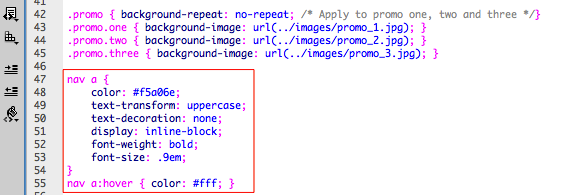 41
42 .promo { background-repeat: no-repeat; /* Apply to promo one, two and three */}
43 .promo.one { background-image: url(../images/promo_1.jpg); }
44 .promo.two { background-image: url(../images/promo_2.jpg); }
45 .promo.three { background-image: url(../images/promo_3.jpg); }
46
47 nav a {
48 color: #f5a06e;
49 text-transform: uppercase;
50 text-decoration: none;
51 display: inline-block;
52 font-weight: bold;
53 font-size: .9em;
54 }
55 nav a:hover { color: #fff; }